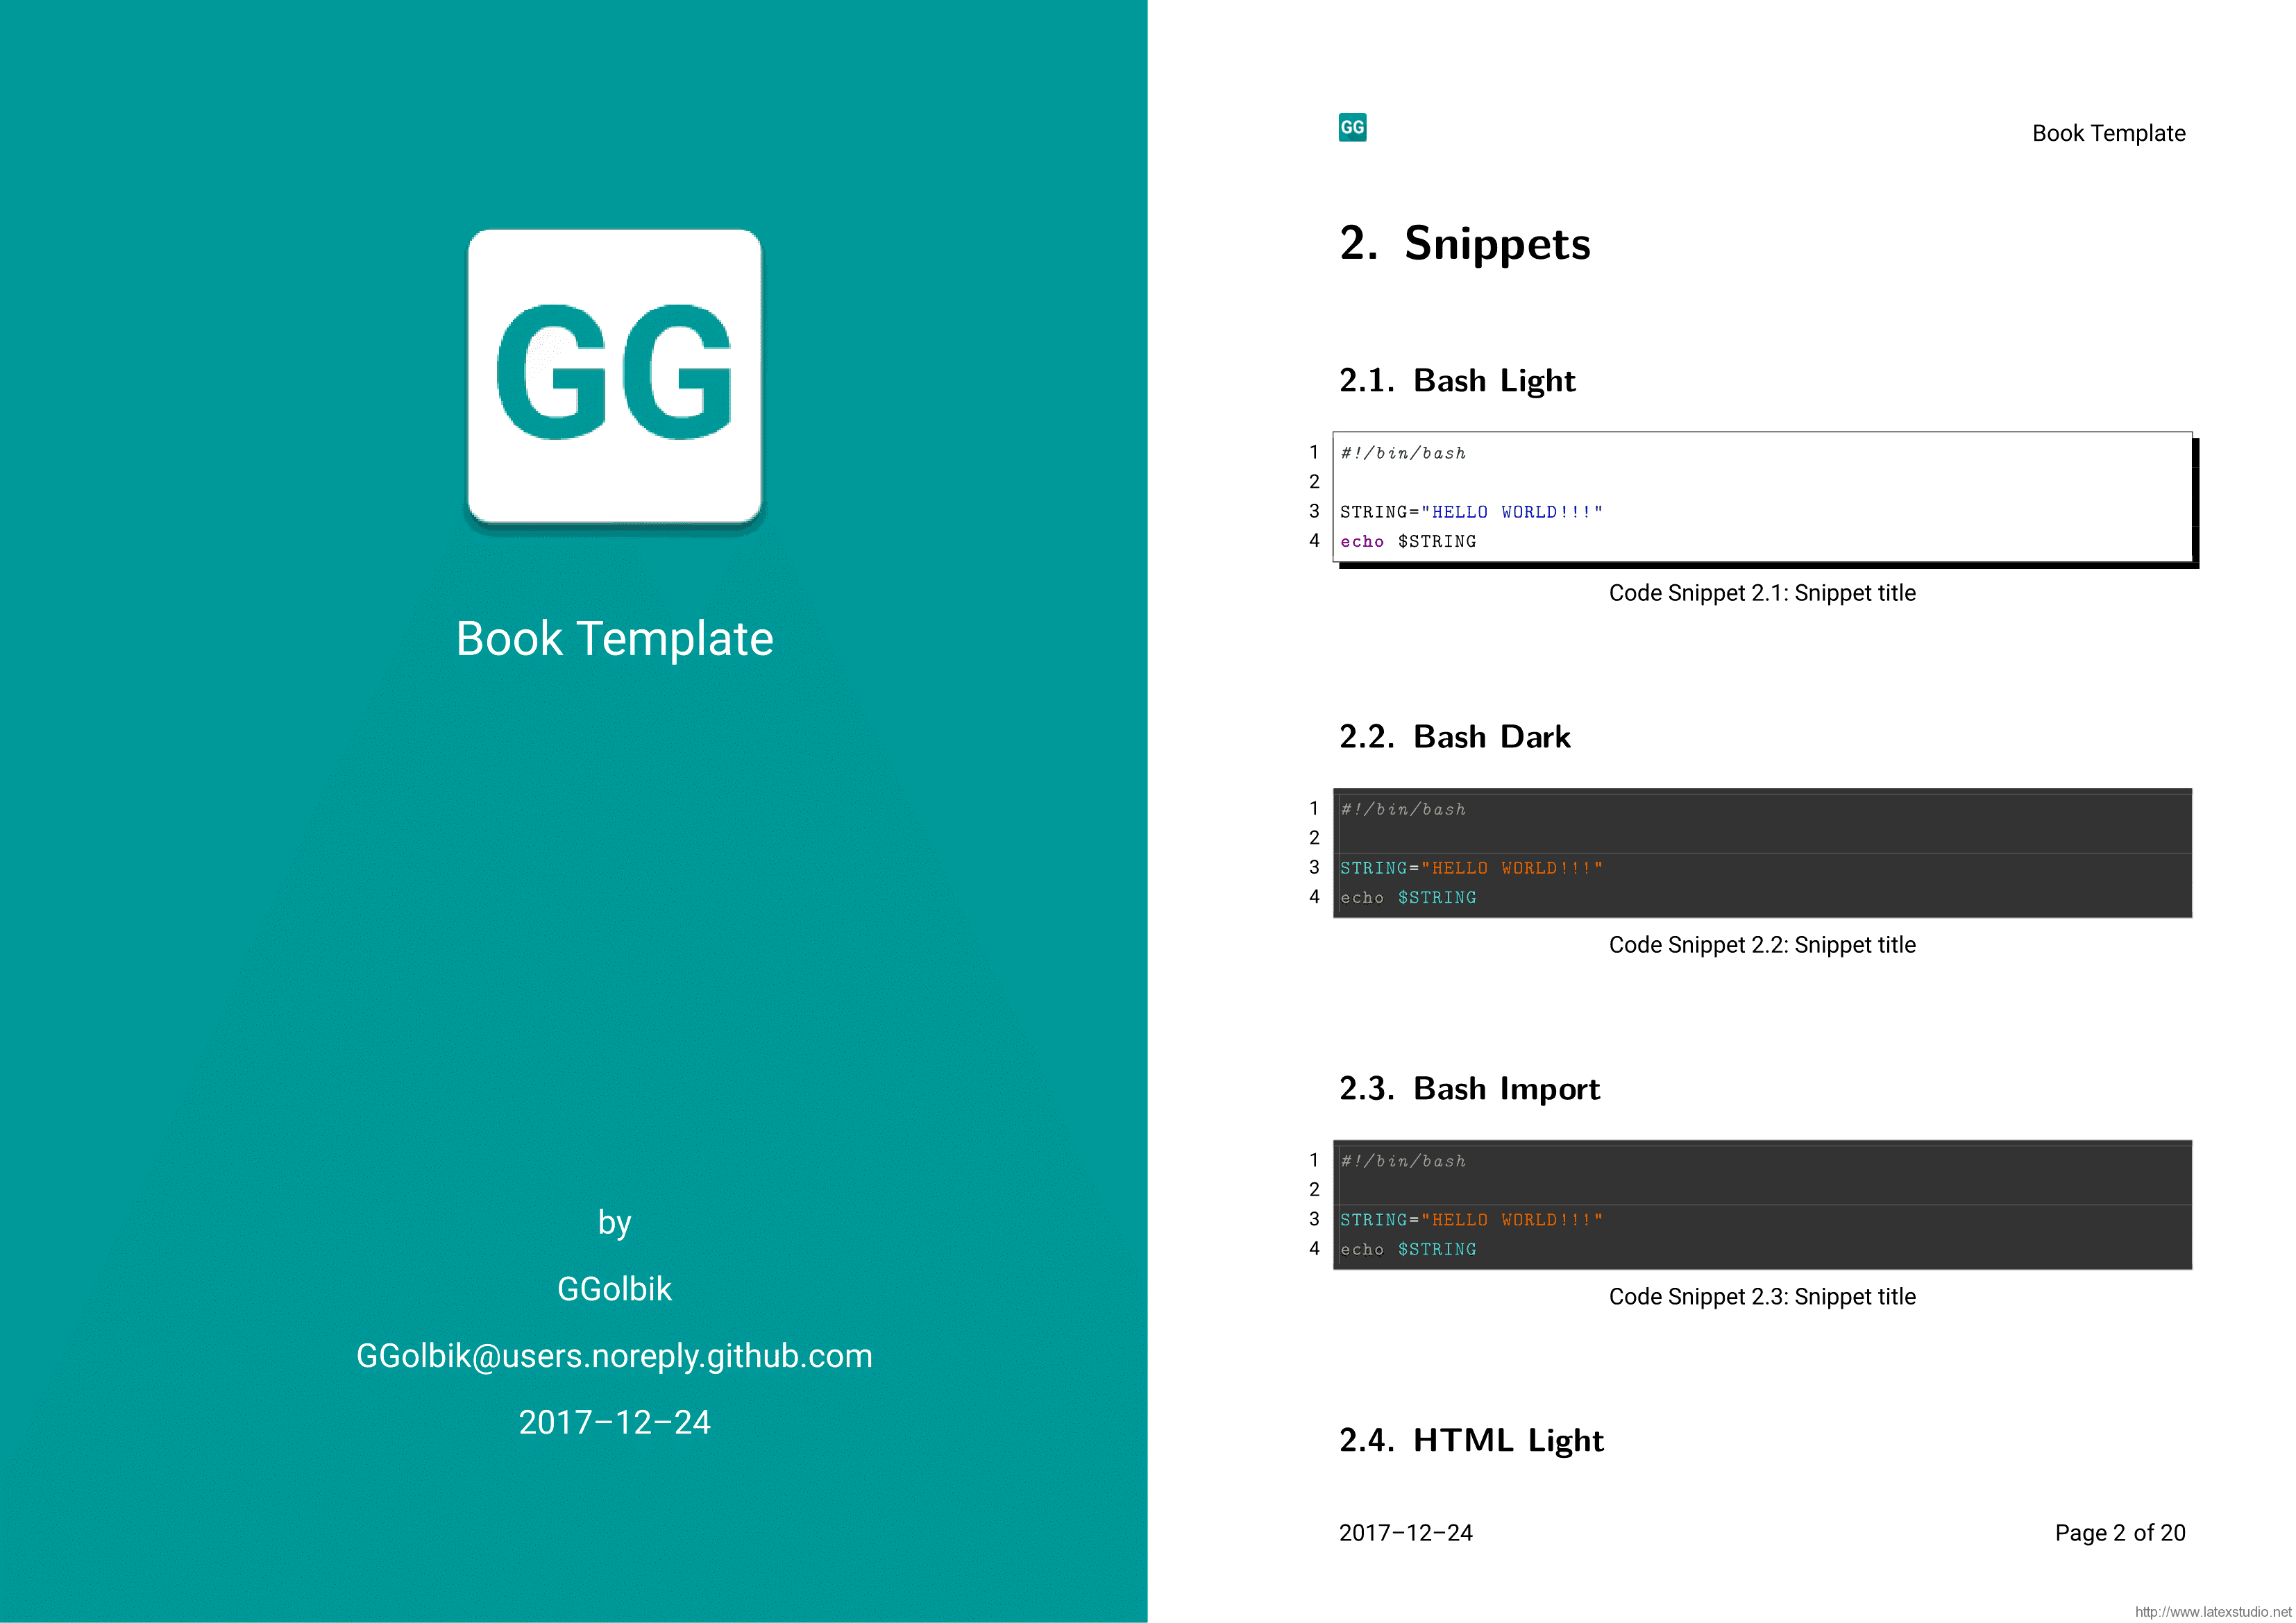 GG
Book Template
by
GGolbik
GGolbik@users.noreply.github.com
2017–12–24
GG
Book Template
2. Snippets
2.1. Bash Light
1 #!/bin/bash
2
3 STRING="HELLO WORLD!!!"
4 echo $STRING
Code Snippet 2.1: Snippet title
2.2. Bash Dark
1 #!/bin/bash
2
3 STRING="HELLO WORLD!!!"
4 echo $STRING
Code Snippet 2.2: Snippet title
2.3. Bash Import
1 #!/bin/bash
2
3 STRING="HELLO WORLD!!!"
4 echo $STRING
Code Snippet 2.3: Snippet title
2.4. HTML Light
2017–12–24
Page 2 of 20
http://www.latexstudio.net